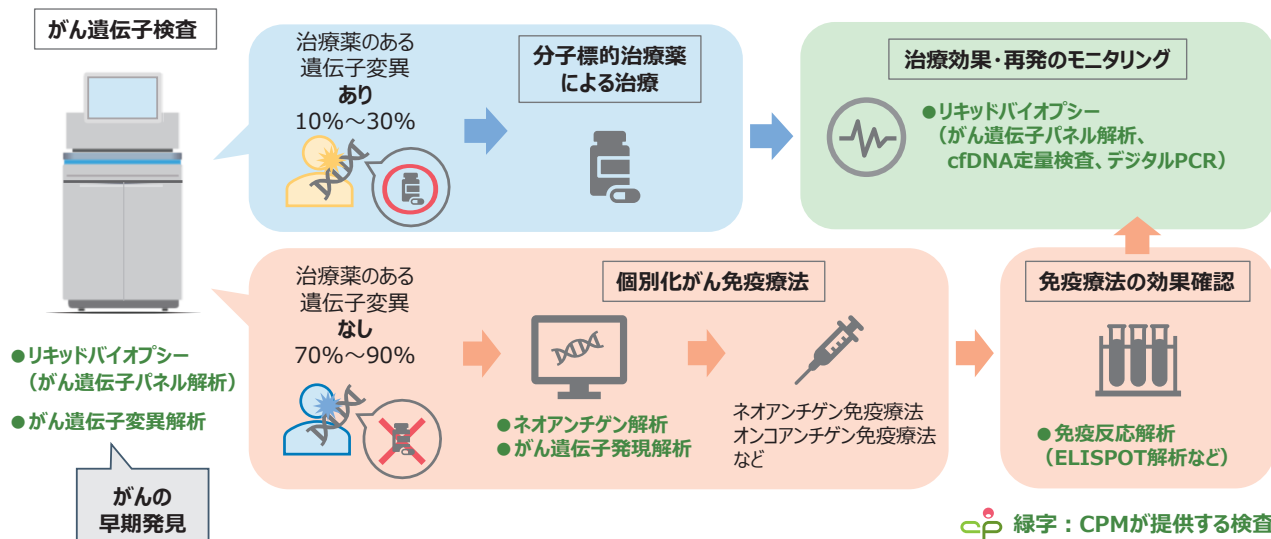 がん遺伝子検査
●リキッドバイオプシー
（がん遺伝子パネル解析）
●がん遺伝子変異解析
がんの
早期発見
治療薬のある
遺伝子変異
あり
10%～30%
分子標的治療薬
による治療
治療効果・再発のモニタリング
●リキッドバイオプシー
（がん遺伝子パネル解析、
cfDNA定量検査、デジタルPCR）
治療薬のある
遺伝子変異
なし
70%～90%
個別化がん免疫療法
●ネオアンチゲン解析
●がん遺伝子発現解析
ネオアンチゲン免疫療法
オンコアンチゲン免疫療法
など
免疫療法の効果確認
●免疫反応解析
（ELISPOT解析など）
cp 緑字：CPMが提供する検査